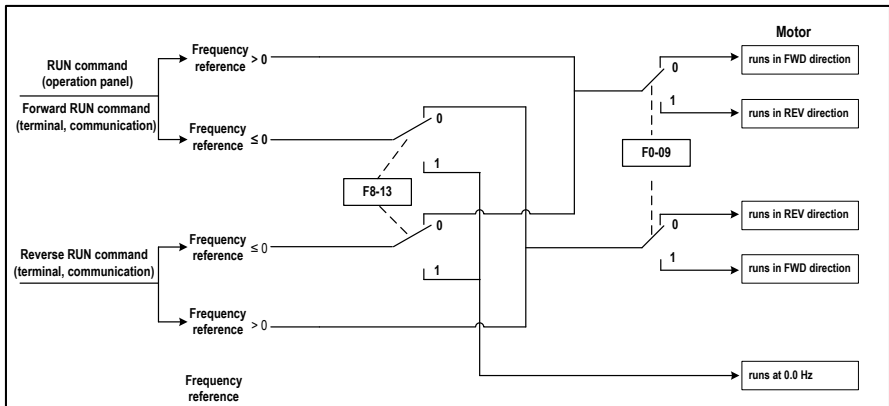 Motor
RUN command
(operation panel)
Forward RUN command
(terminal, communication)
Frequency
reference > 0
Frequency
reference ≤ 0
0
1
F8-13
0
1
Reverse RUN command
(terminal, communication)
Frequency
reference ≤ 0
Frequency
reference > 0
Frequency
reference
0
1
F0-09
0
1
runs in FWD direction
runs in REV direction
runs in REV direction
runs in FWD direction
runs at 0.0 Hz